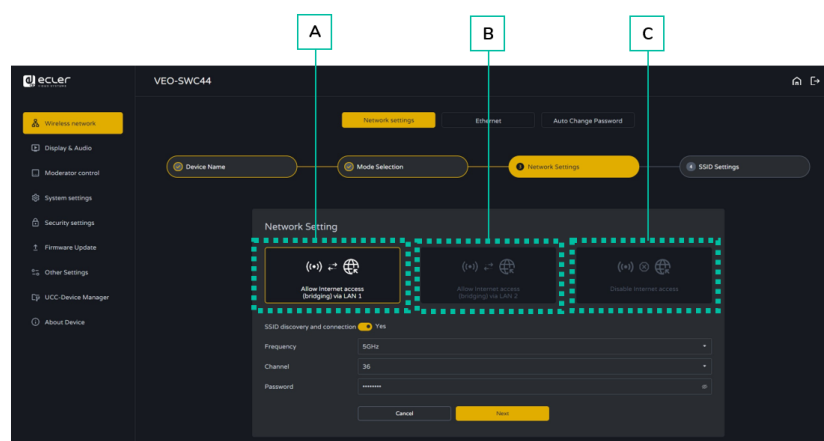 A
B
C
ecler
VEO-SWC44
Wireless network
Display & Audio
Moderator control
System settings
Security settings
Firmware Update
Other Settings
UCC-Device Manager
About Device
Network settings
Ethernet
Auto Change Password
Device Name
Mode Selection
Network Settings
SSID Settings
Network Setting
Allow Internet access
(bridging) via LAN 1
Allow Internet access
(bridging) via LAN 2
Disable Internet access
SSID discovery and connection Yes
Frequency 5GHz
Channel 36
Password ••••••••
Cancel Next